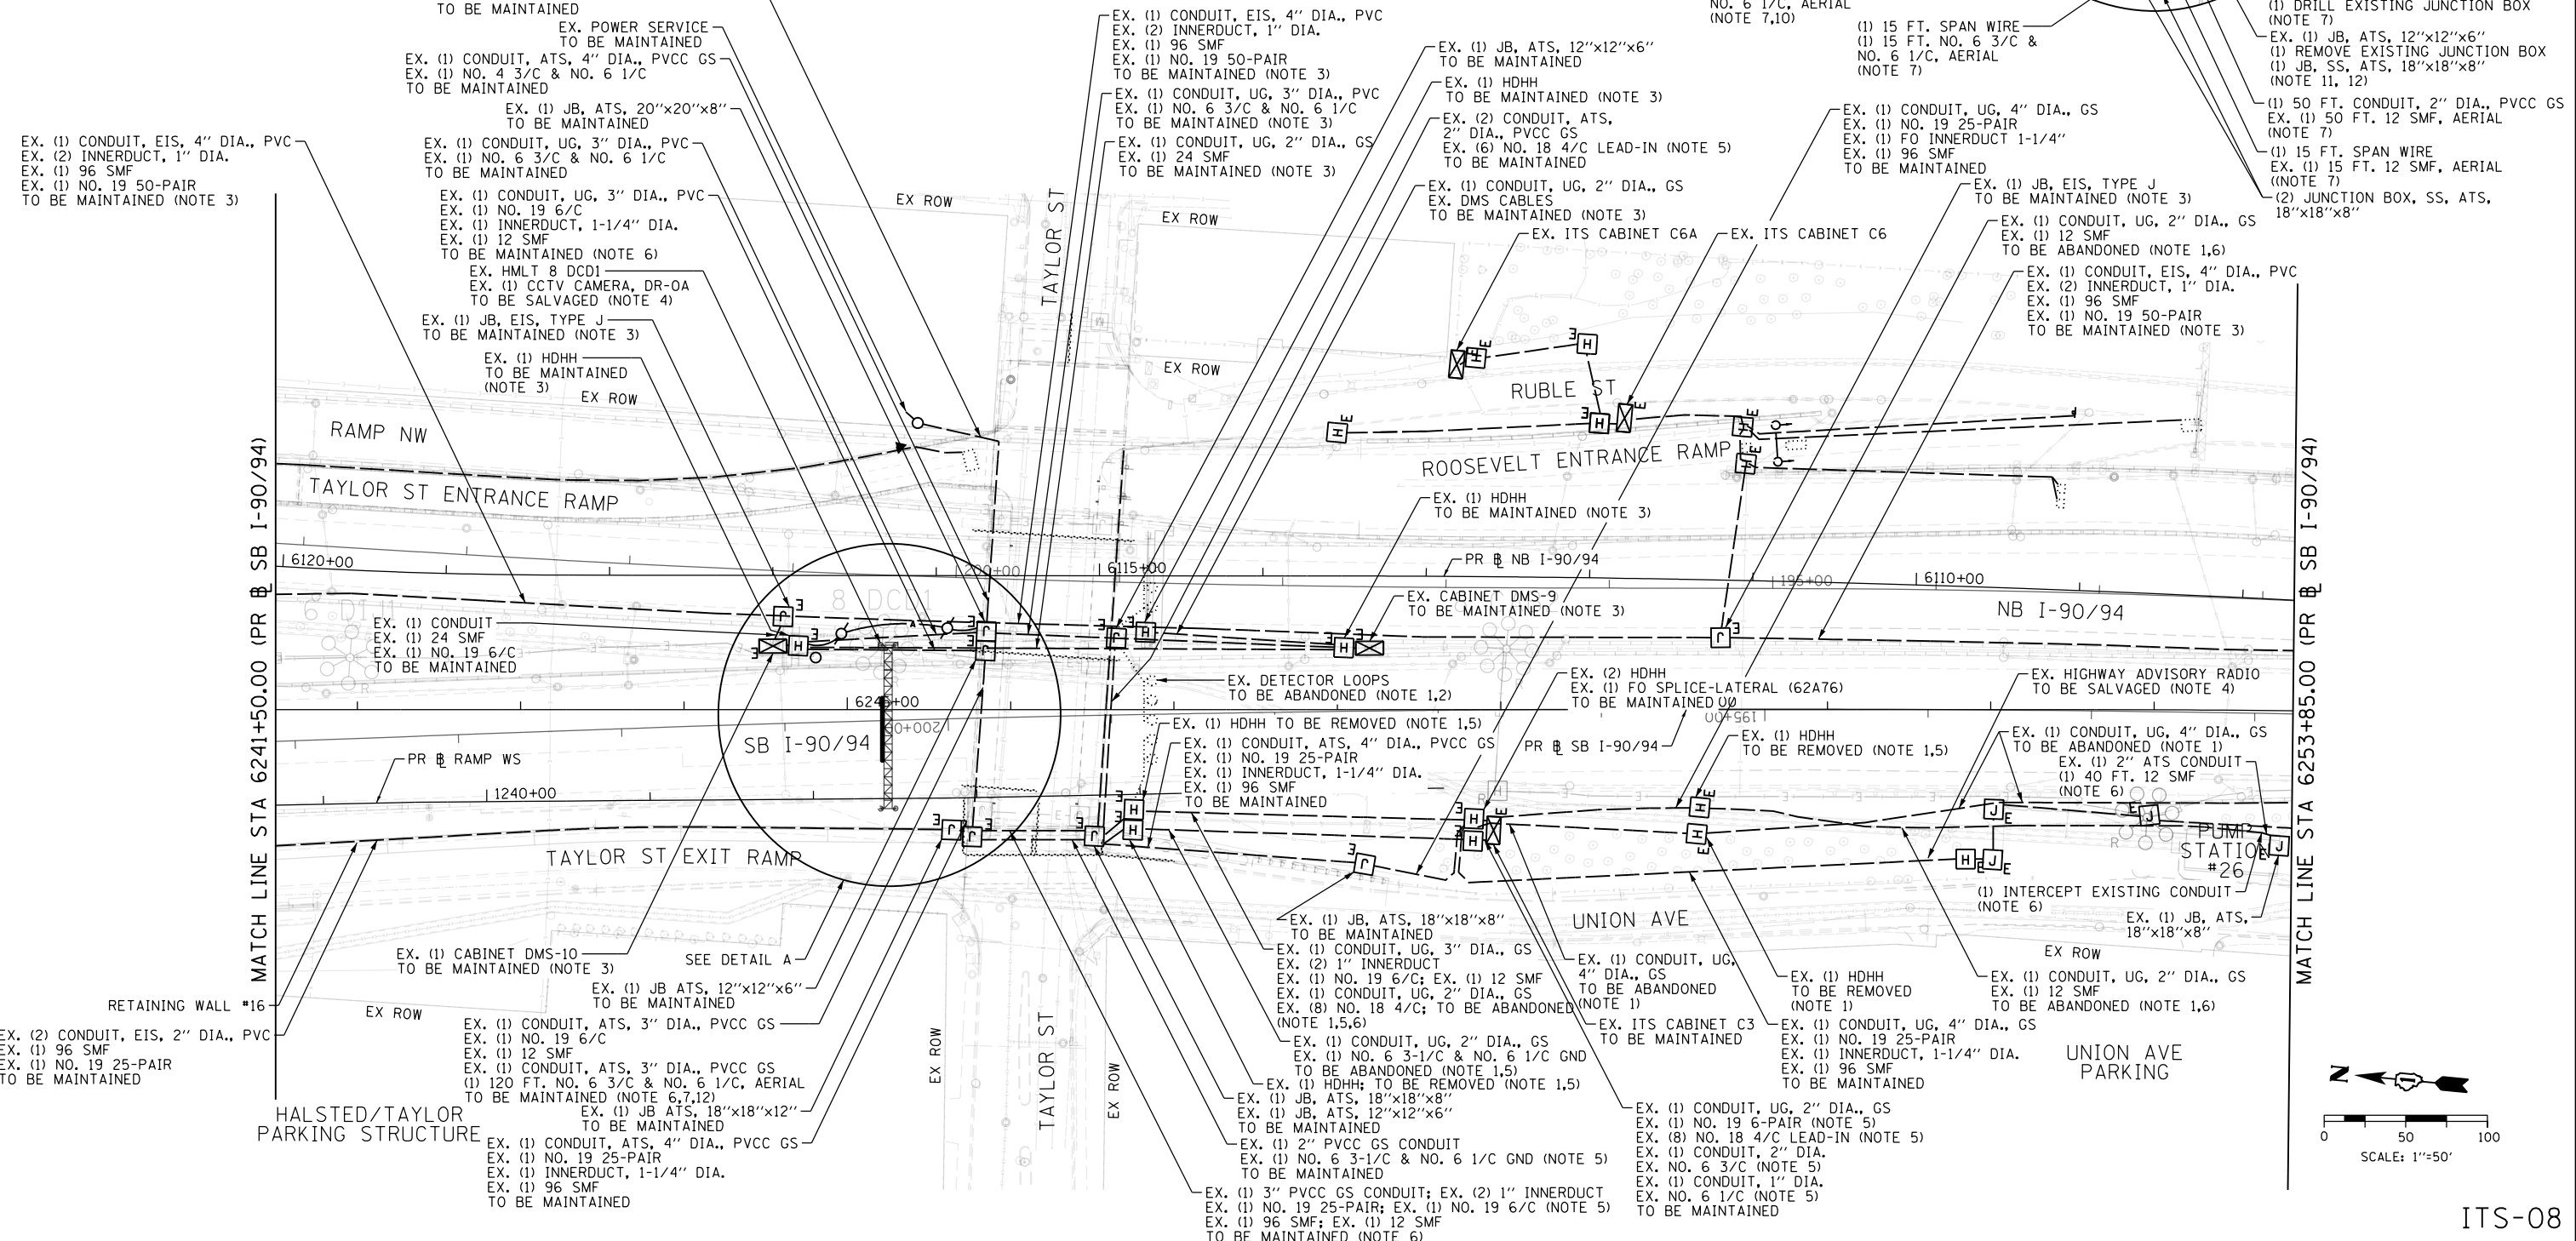 TO BE MAINTAINED
EX. POWER SERVICE
TO BE MAINTAINED
EX. (1) CONDUIT, ATS, 4" DIA., PVCC GS
EX. (1) NO. 4 3/C & NO. 6 1/C
TO BE MAINTAINED
EX. (1) JB, ATS, 20"x20"x8"
TO BE MAINTAINED
EX. (1) CONDUIT, EIS, 4" DIA., PVC
EX. (2) INNERDUCT, 1" DIA.
EX. (1) 96 SMF
EX. (1) NO. 19 50-PAIR
TO BE MAINTAINED (NOTE 3)
EX. (1) CONDUIT, UG, 3" DIA., PVC
EX. (1) NO. 6 3/C & NO. 6 1/C
TO BE MAINTAINED
EX. (1) CONDUIT, UG, 3" DIA., PVC
EX. (1) NO. 19 6/C
EX. (1) INNERDUCT, 1-1/4" DIA.
EX. (1) 12 SMF
TO BE MAINTAINED (NOTE 6)
EX. HMLT 8 DCD1
EX. (1) CCTV CAMERA, DR-OA
TO BE SALVAGED (NOTE 4)
EX. (1) JB, EIS, TYPE J
TO BE MAINTAINED (NOTE 3)
EX. (1) HDHH
TO BE MAINTAINED
(NOTE 3)
EX. (1) CONDUIT, EIS, 4" DIA., PVC
EX. (2) INNERDUCT, 1" DIA.
EX. (1) 96 SMF
EX. (1) NO. 19 50-PAIR
TO BE MAINTAINED (NOTE 3)
EX. (1) CONDUIT, UG, 3" DIA., PVC
EX. (1) NO. 6 3/C & NO. 6 1/C
TO BE MAINTAINED (NOTE 3)
EX. (1) CONDUIT, UG, 2" DIA., GS
EX. (1) 24 SMF
TO BE MAINTAINED (NOTE 3)
EX. (1) JB, ATS, 12"x12"x6"
TO BE MAINTAINED
EX. (1) HDHH
TO BE MAINTAINED (NOTE 3)
EX. (2) CONDUIT, ATS,
2" DIA., PVCC GS
EX. (6) NO. 18 4/C LEAD-IN (NOTE 5)
TO BE MAINTAINED
EX. (1) CONDUIT, UG, 2" DIA., GS
EX. DMS CABLES
TO BE MAINTAINED (NOTE 3)
EX. ITS CABINET C6A
EX. ITS CABINET C6
NO. 6 1/C, AERIAL
(NOTE 7,10)
(1) 15 FT. SPAN WIRE
(1) 15 FT. NO. 6 3/C &
NO. 6 1/C, AERIAL
(NOTE 7)
(1) DRILL EXISTING JUNCTION BOX
(NOTE 7)
EX. (1) JB, ATS, 12"x12"x6"
(1) REMOVE EXISTING JUNCTION BOX
(1) JB, SS, ATS, 18"x18"x8"
(NOTE 11, 12)
(1) 50 FT. CONDUIT, 2" DIA., PVCC GS
EX. (1) 50 FT. 12 SMF, AERIAL
(NOTE 7)
(1) 15 FT. SPAN WIRE
EX. (1) 15 FT. 12 SMF, AERIAL
((NOTE 7)
(2) JUNCTION BOX, SS, ATS,
18"x18"x8"
EX. (1) CONDUIT, UG, 4" DIA., GS
EX. (1) NO. 19 25-PAIR
EX. (1) FO INNERDUCT 1-1/4"
EX. (1) 96 SMF
TO BE MAINTAINED
EX. (1) JB, EIS, TYPE J
TO BE MAINTAINED (NOTE 3)
EX. (1) CONDUIT, UG, 2" DIA., GS
EX. (1) 12 SMF
TO BE ABANDONED (NOTE 1,6)
EX. (1) CONDUIT, EIS, 4" DIA., PVC
EX. (2) INNERDUCT, 1" DIA.
EX. (1) 96 SMF
EX. (1) NO. 19 50-PAIR
TO BE MAINTAINED (NOTE 3)
EX ROW
EX ROW
EX ROW
EX ROW
TAYLOR ST
RUBLE ST
RAMP NW
TAYLOR ST ENTRANCE RAMP
ROOSEVELT ENTRANCE RAMP
EX. (1) HDHH
TO BE MAINTAINED (NOTE 3)
PR BL NB I-90/94
6120+00
6115+00
195+00
6110+00
8 DCD1
EX. CABINET DMS-9
TO BE MAINTAINED (NOTE 3)
NB I-90/94
EX. (1) CONDUIT
EX. (1) 24 SMF
EX. (1) NO. 19 6/C
TO BE MAINTAINED
EX. DETECTOR LOOPS
TO BE ABANDONED (NOTE 1,2)
EX. (2) HDHH
EX. (1) FO SPLICE-LATERAL (62A76)
TO BE MAINTAINED
EX. HIGHWAY ADVISORY RADIO
TO BE SALVAGED (NOTE 4)
6245+00
200+00
195+00
EX. (1) HDHH TO BE REMOVED (NOTE 1,5)
EX. (1) CONDUIT, ATS, 4" DIA., PVCC GS
EX. (1) NO. 19 25-PAIR
EX. (1) INNERDUCT, 1-1/4" DIA.
EX. (1) 96 SMF
TO BE MAINTAINED
SB I-90/94
PR BL SB I-90/94
EX. (1) HDHH
TO BE REMOVED (NOTE 1,5)
EX. (1) CONDUIT, UG, 4" DIA., GS
TO BE ABANDONED (NOTE 1)
EX. (1) 2" ATS CONDUIT
(1) 40 FT. 12 SMF
(NOTE 6)
PR BL RAMP WS
1240+00
TAYLOR ST EXIT RAMP
PUMP
STATION
#26
MATCH LINE STA 6241+50.00 (PR BL SB I-90/94)
MATCH LINE STA 6253+85.00 (PR BL SB I-90/94)
(1) INTERCEPT EXISTING CONDUIT
(NOTE 6)
EX. (1) JB, ATS,
18"x18"x8"
UNION AVE
EX ROW
EX. (1) CABINET DMS-10
TO BE MAINTAINED (NOTE 3)
SEE DETAIL A
EX. (1) JB ATS, 12"x12"x6"
TO BE MAINTAINED
RETAINING WALL #16
EX ROW
EX. (2) CONDUIT, EIS, 2" DIA., PVC
EX. (1) 96 SMF
EX. (1) NO. 19 25-PAIR
TO BE MAINTAINED
EX. (1) CONDUIT, ATS, 3" DIA., PVCC GS
EX. (1) NO. 19 6/C
EX. (1) 12 SMF
EX. (1) CONDUIT, ATS, 3" DIA., PVCC GS
(1) 120 FT. NO. 6 3/C & NO. 6 1/C, AERIAL
TO BE MAINTAINED (NOTE 6,7,12)
EX. (1) JB ATS, 18"x18"x12"
TO BE MAINTAINED
EX. (1) CONDUIT, ATS, 4" DIA., PVCC GS
EX. (1) NO. 19 25-PAIR
EX. (1) INNERDUCT, 1-1/4" DIA.
EX. (1) 96 SMF
TO BE MAINTAINED
HALSTED/TAYLOR
PARKING STRUCTURE
EX ROW
TAYLOR ST
EX ROW
EX. (1) JB, ATS, 18"x18"x8"
TO BE MAINTAINED
EX. (1) CONDUIT, UG, 3" DIA., GS
EX. (2) 1" INNERDUCT
EX. (1) NO. 19 6/C; EX. (1) 12 SMF
EX. (1) CONDUIT, UG, 2" DIA., GS
EX. (8) NO. 18 4/C; TO BE ABANDONED
(NOTE 1,5,6)
EX. (1) CONDUIT, UG, 2" DIA., GS
EX. (1) NO. 6 3-1/C & NO. 6 1/C GND
TO BE ABANDONED (NOTE 1,5)
EX. (1) HDHH; TO BE REMOVED (NOTE 1,5)
EX. (1) JB, ATS, 18"x18"x8"
EX. (1) JB, ATS, 12"x12"x6"
TO BE MAINTAINED
EX. (1) 2" PVCC GS CONDUIT
EX. (1) NO. 6 3-1/C & NO. 6 1/C GND (NOTE 5)
TO BE MAINTAINED
EX. (1) 3" PVCC GS CONDUIT; EX. (2) 1" INNERDUCT
EX. (1) NO. 19 25-PAIR; EX. (1) NO. 19 6/C (NOTE 5)
EX. (1) 96 SMF; EX. (1) 12 SMF
TO BE MAINTAINED (NOTE 6)
EX. (1) CONDUIT, UG,
4" DIA., GS
TO BE ABANDONED
(NOTE 1)
EX. ITS CABINET C3
TO BE MAINTAINED
EX. (1) CONDUIT, UG, 2" DIA., GS
EX. (1) NO. 19 6-PAIR (NOTE 5)
EX. (8) NO. 18 4/C LEAD-IN (NOTE 5)
EX. (1) CONDUIT, 2" DIA.
EX. NO. 6 3/C (NOTE 5)
EX. (1) CONDUIT, 1" DIA.
EX. NO. 6 1/C (NOTE 5)
TO BE MAINTAINED
EX. (1) HDHH
TO BE REMOVED
(NOTE 1)
EX. (1) CONDUIT, UG, 4" DIA., GS
EX. (1) NO. 19 25-PAIR
EX. (1) INNERDUCT, 1-1/4" DIA.
EX. (1) 96 SMF
TO BE MAINTAINED
EX. (1) CONDUIT, UG, 2" DIA., GS
EX. (1) 12 SMF
TO BE ABANDONED (NOTE 1,6)
UNION AVE
PARKING
N
0 50 100
SCALE: 1"=50'
ITS-08